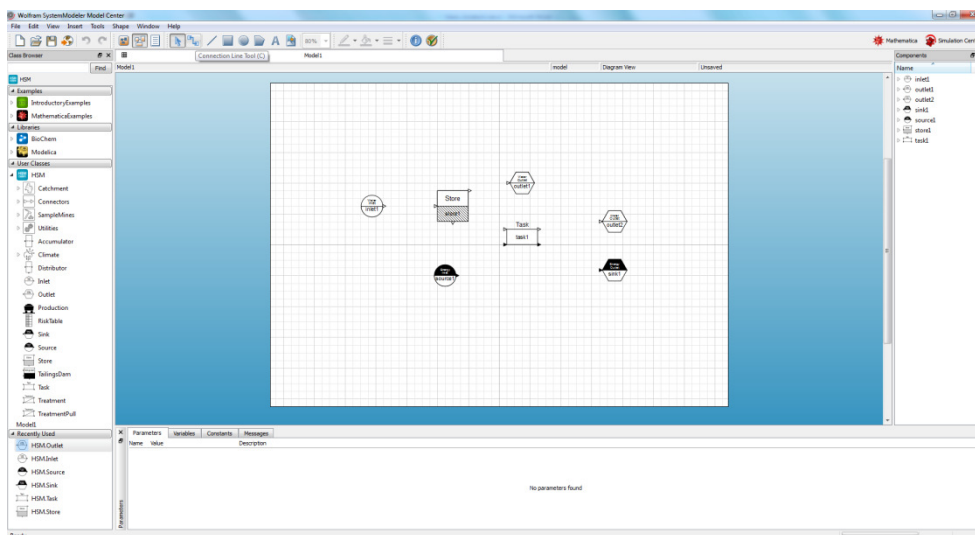 Wolfram SystemModeler Model Center
File Edit View Insert Tools Shape Window Help
80%
Mathematica
Simulation Cent
Class Browser
Connection Line Tool (C)
Model1
Components
Find
Model1
model
Diagram View
Unsaved
Name
HSM
Examples
IntroductoryExamples
MathematicaExamples
Libraries
BioChem
Modelica
User Classes
HSM
Catchment
Connectors
SampleMines
Utilities
Accumulator
Climate
Distributor
Inlet
Outlet
Production
RiskTable
Sink
Source
Store
TailingsDam
Task
Treatment
TreatmentPull
Model1
Recently Used
HSM.Outlet
HSM.Inlet
HSM.Source
HSM.Sink
HSM.Task
HSM.Store
inlet1
Store
store1
outlet1
Task
task1
outlet2
source1
sink1
inlet1
outlet1
outlet2
sink1
source1
store1
task1
Parameters
Variables
Constants
Messages
Name Value
Description
No parameters found
Parameters